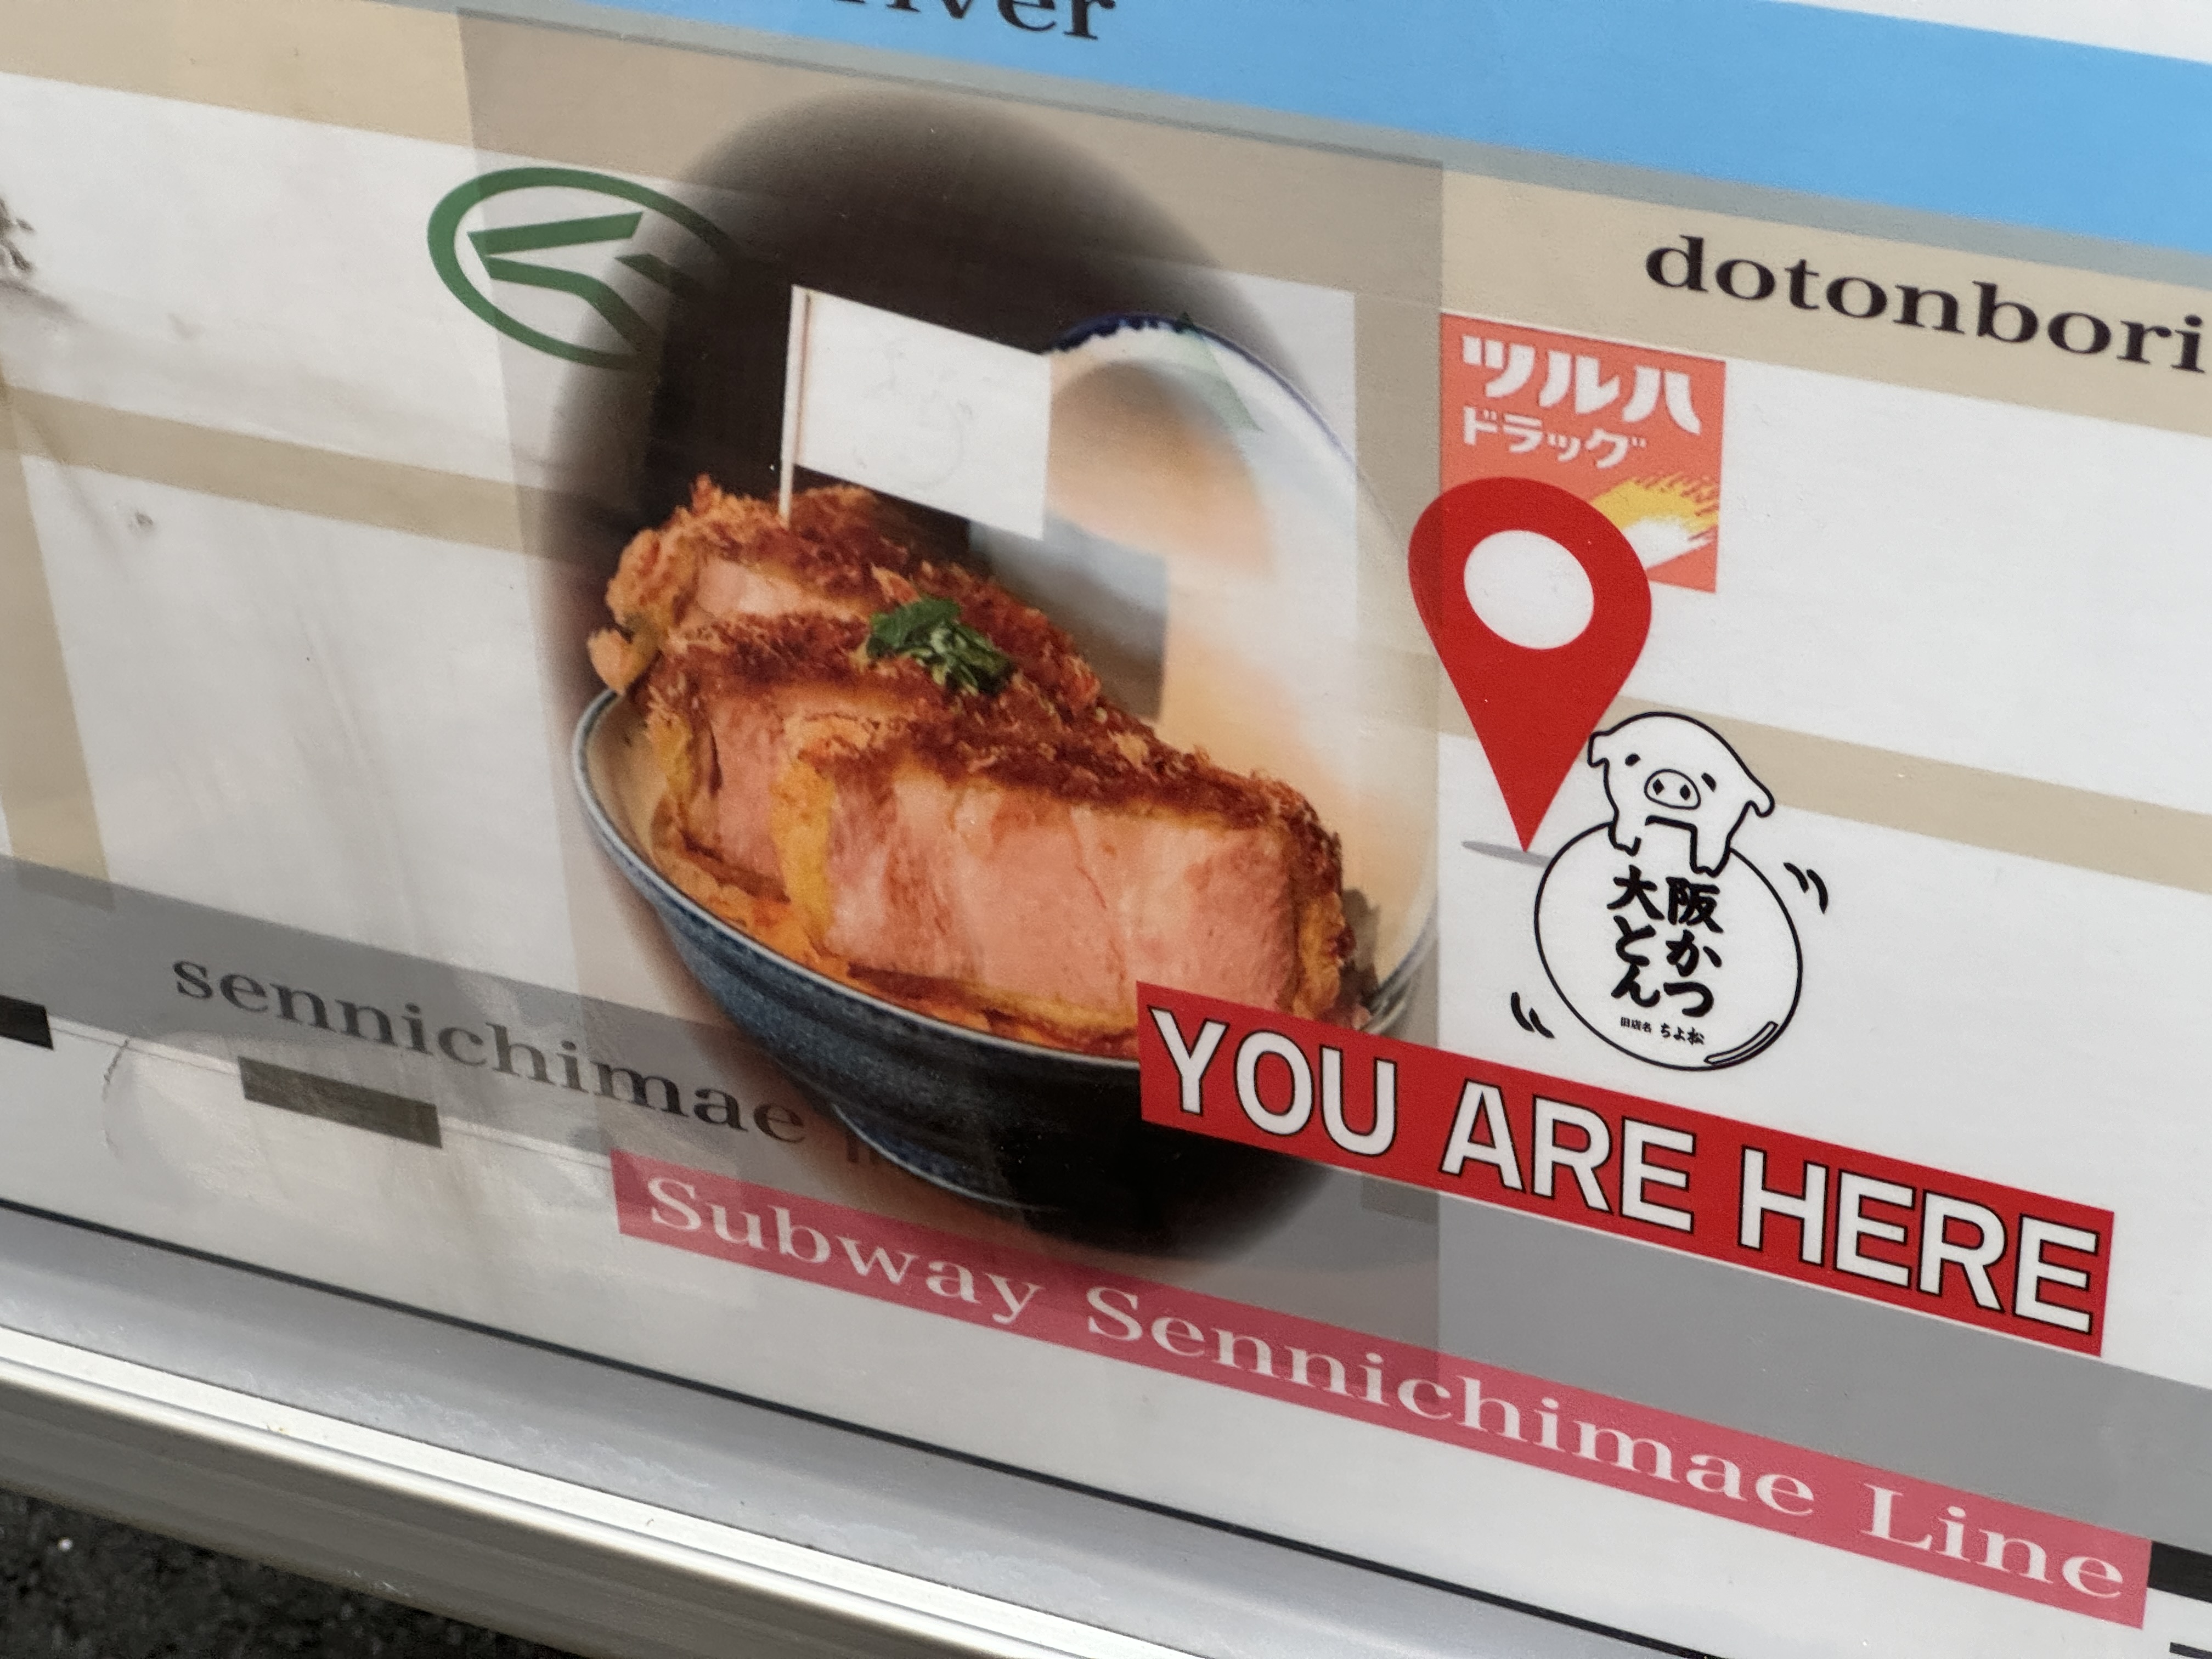 dotonbori
ツルハ
ドラッグ
大阪
とんかつ
旧店名 ちよ松
YOU ARE HERE
sennichimae
Subway Sennichimae Line